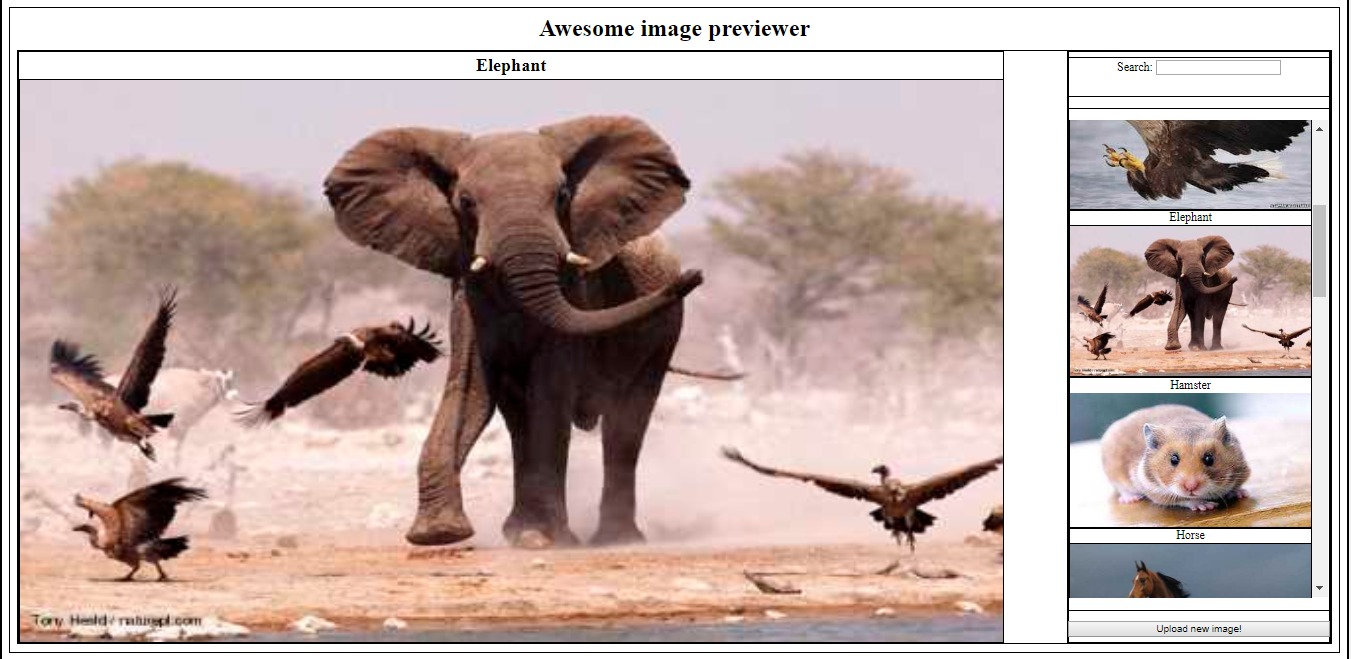 Awesome image previewer
Elephant
Tony Heald / naturepl.com
Search:
Elephant
Hamster
Horse
Upload new image!